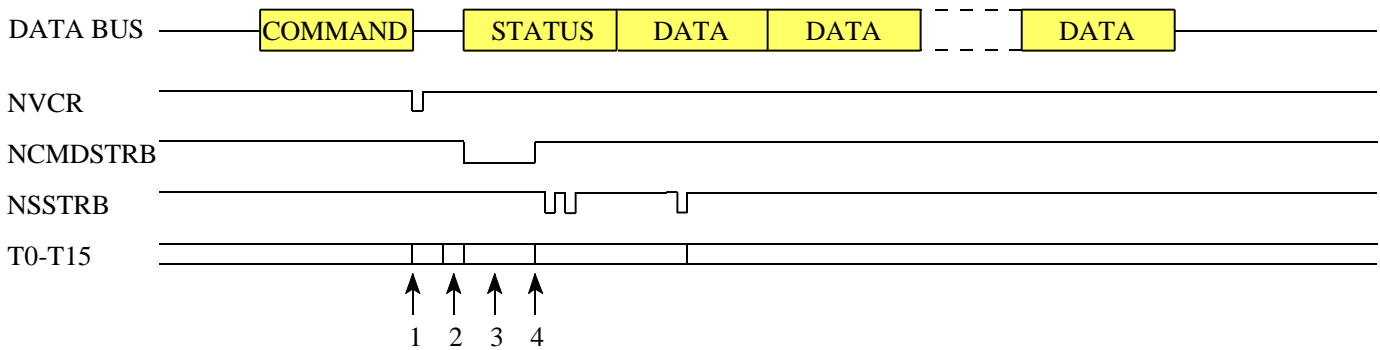 DATA BUS COMMAND STATUS DATA DATA DATA
NVCR
NCMDSTRB
NSSTRB
T0-T15
1 2 3 4